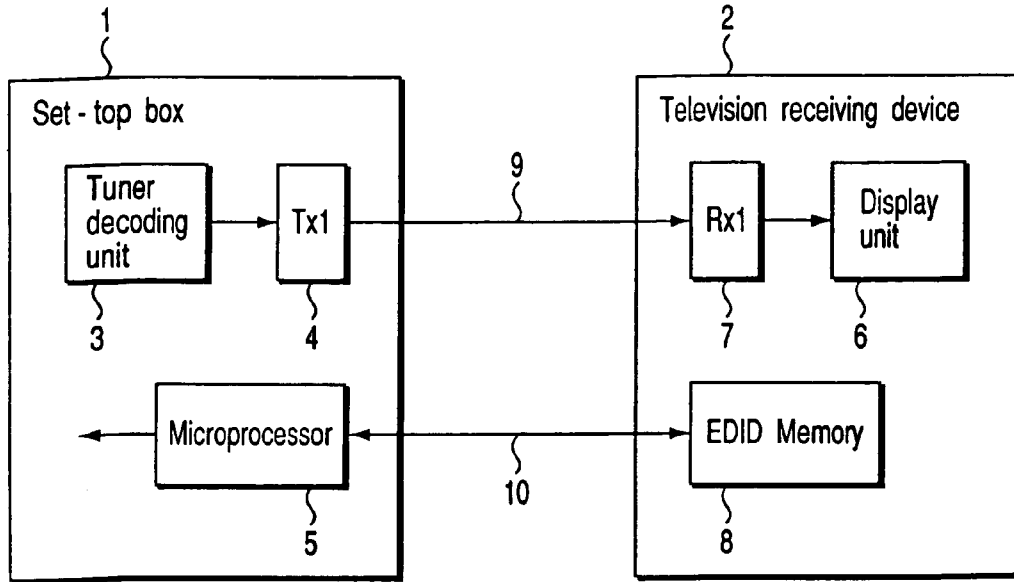 1
2
Set - top box
Television receiving device
Tuner
decoding
unit
Tx1
9
Rx1
Display
unit
3
4
7
6
Microprocessor
EDID Memory
10
5
8